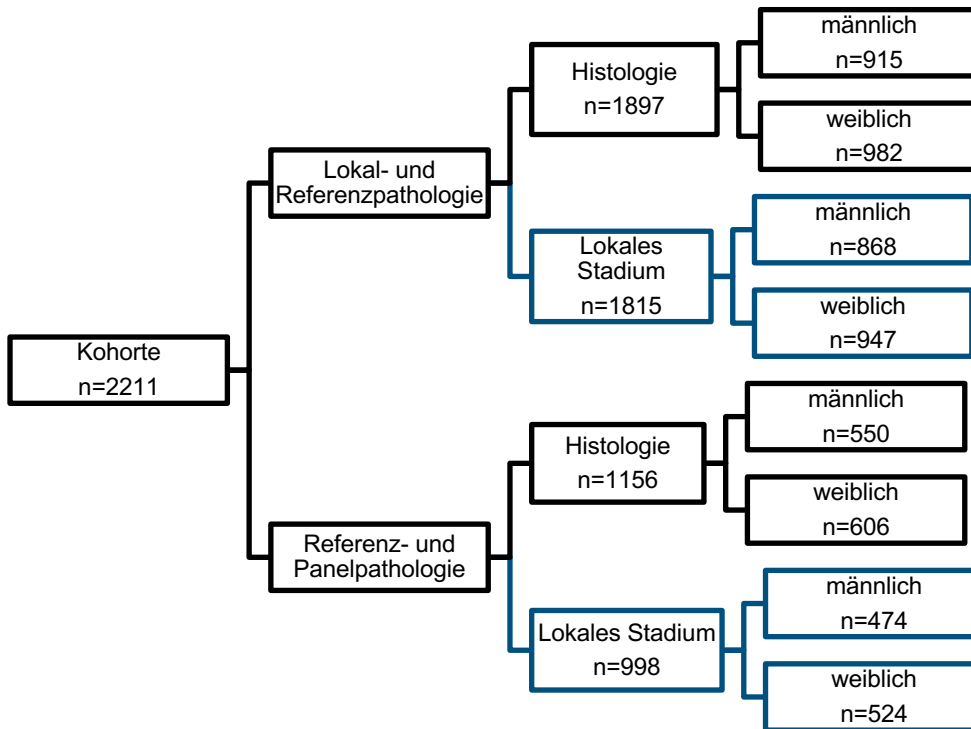 Kohorte
n=2211
Lokal- und
Referenzpathologie
Histologie
n=1897
männlich
n=915
weiblich
n=982
Lokales
Stadium
n=1815
männlich
n=868
weiblich
n=947
Referenz- und
Panelpathologie
Histologie
n=1156
männlich
n=550
weiblich
n=606
Lokales Stadium
n=998
männlich
n=474
weiblich
n=524